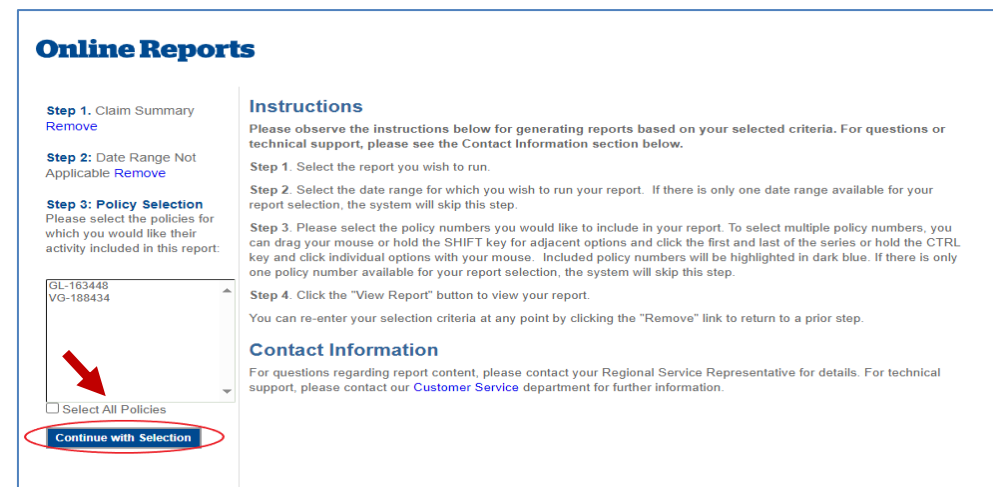 Online Reports
Step 1. Claim Summary
Remove
Step 2: Date Range Not
Applicable Remove
Step 3: Policy Selection
Please select the policies for
which you would like their
activity included in this report:
GL-163448
VG-188434
Select All Policies
Continue with Selection
Instructions
Please observe the instructions below for generating reports based on your selected criteria. For questions or
technical support, please see the Contact Information section below.
Step 1. Select the report you wish to run.
Step 2. Select the date range for which you wish to run your report. If there is only one date range available for your
report selection, the system will skip this step.
Step 3. Please select the policy numbers you would like to include in your report. To select multiple policy numbers, you
can drag your mouse or hold the SHIFT key for adjacent options and click the first and last of the series or hold the CTRL
key and click individual options with your mouse. Included policy numbers will be highlighted in dark blue. If there is only
one policy number available for your report selection, the system will skip this step.
Step 4. Click the "View Report" button to view your report.
You can re-enter your selection criteria at any point by clicking the "Remove" link to return to a prior step.
Contact Information
For questions regarding report content, please contact your Regional Service Representative for details. For technical
support, please contact our Customer Service department for further information.